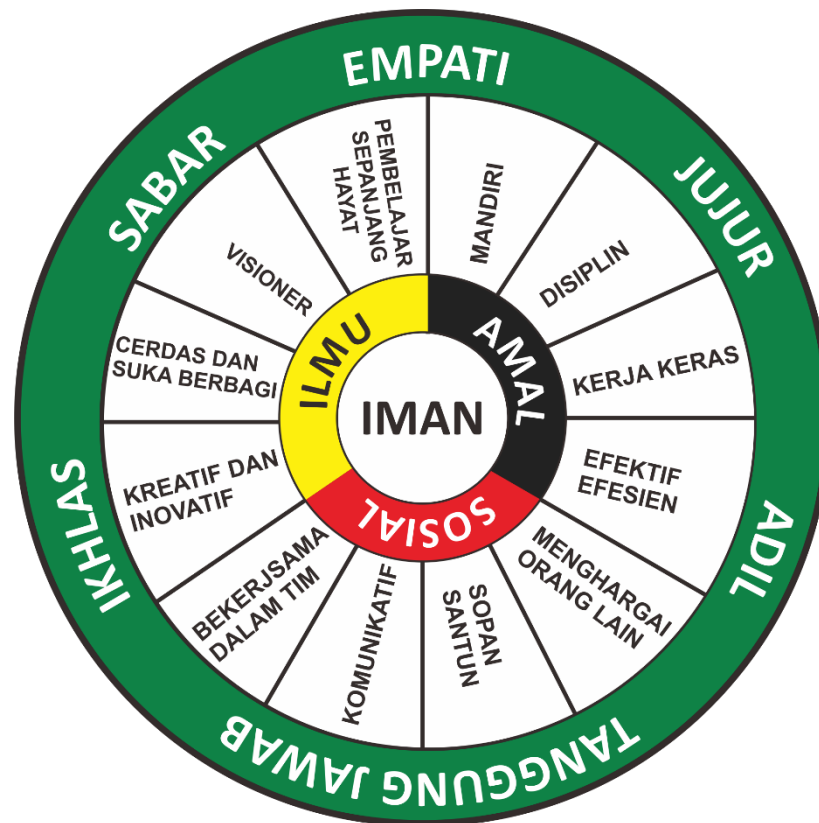 EMPATI
JUJUR
ADIL
TANGGUNG JAWAB
IKHLAS
SABAR
PEMBELAJAR
SEPANJANG
HAYAT
MANDIRI
DISIPLIN
KERJA KERAS
EFEKTIF
EFESIEN
MENGHARGAI
ORANG LAIN
SOPAN
SANTUN
KOMUNIKATIF
BEKERJSAMA
DALAM TIM
KREATIF DAN
INOVATIF
CERDAS DAN
SUKA BERBAGI
VISIONER
ILMU
AMAL
SOSIAL
IMAN